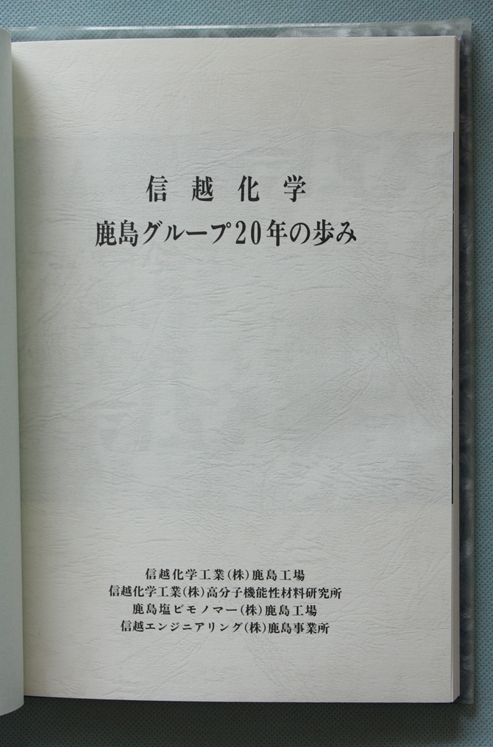 信越化学
鹿島グループ20年の歩み
信越化学工業(株)鹿島工場
信越化学工業(株)高分子機能性材料研究所
鹿島塩ビモノマー(株)鹿島工場
信越エンジニアリング(株)鹿島事業所